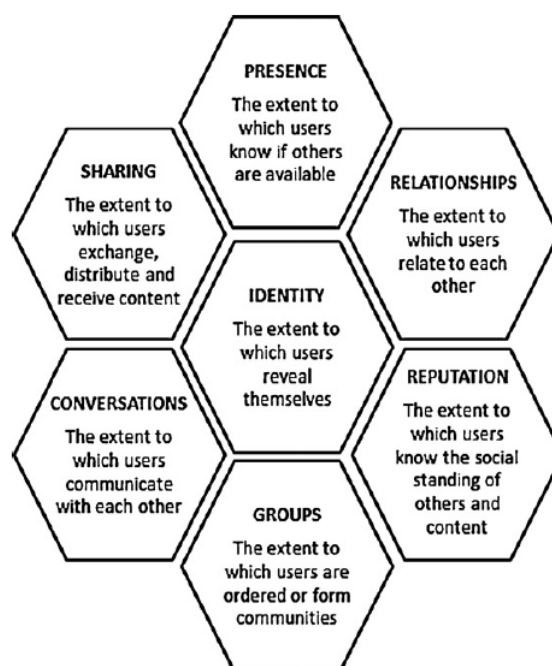 PRESENCE
The extent to
which users
know if others
are available
SHARING
The extent to
which users
exchange,
distribute and
receive content
RELATIONSHIPS
The extent to
which users
relate to each
other
IDENTITY
The extent to
which users
reveal
themselves
CONVERSATIONS
The extent to
which users
communicate
with each other
REPUTATION
The extent to
which users
know the social
standing of
others and
content
GROUPS
The extent to
which users are
ordered or form
communities